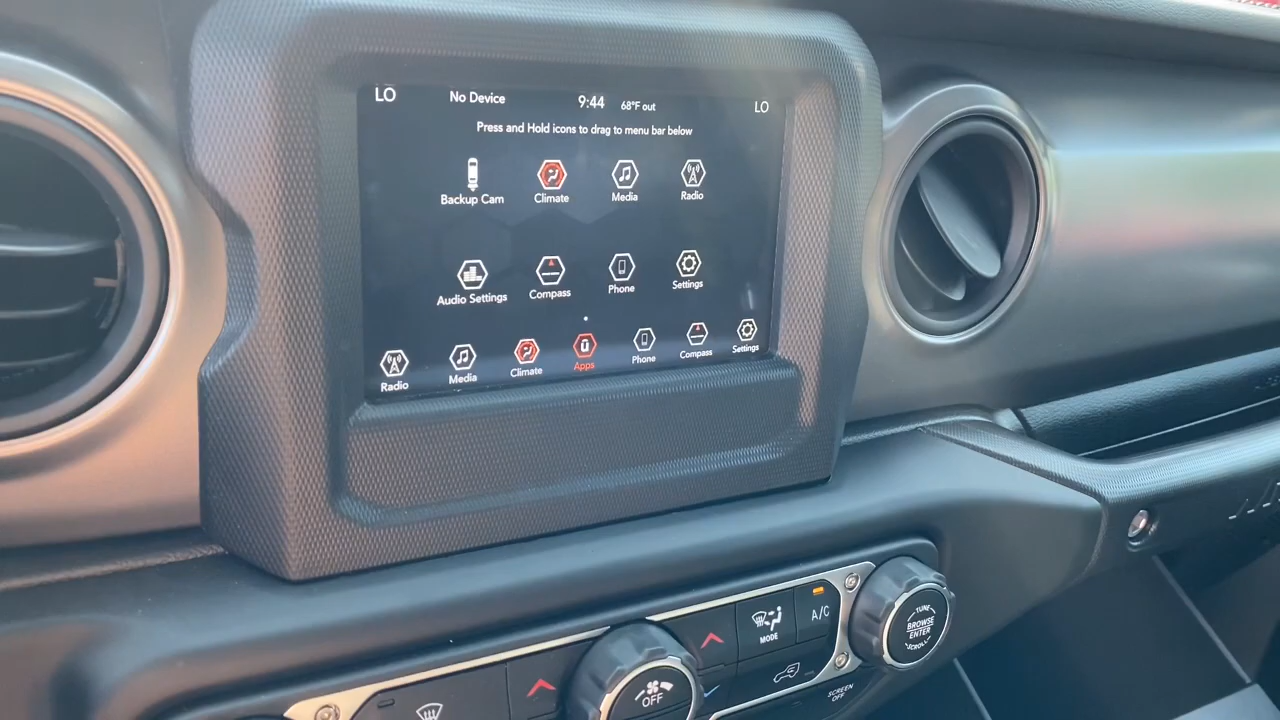 LO No Device 9:44 68°F out LO
Press and Hold icons to drag to menu bar below
Backup Cam Climate Media Radio
Audio Settings Compass Phone Settings
Radio Media Climate Apps Phone Compass Settings
A/C
MODE
OFF
SCREEN OFF
TUNE
BROWSE
ENTER
SCROLL